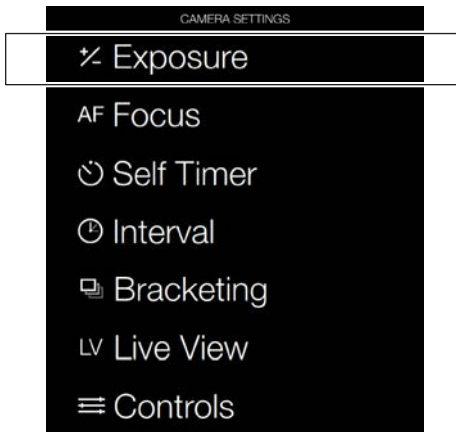 CAMERA SETTINGS
+/- Exposure
AF Focus
Self Timer
Interval
Bracketing
LV Live View
Controls